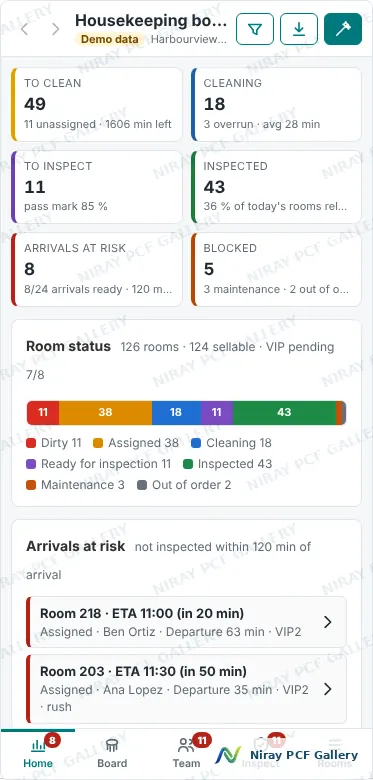 Housekeeping bo...
Demo data Harbourview...
TO CLEAN
49
11 unassigned · 1606 min left
CLEANING
18
3 overrun · avg 28 min
TO INSPECT
11
pass mark 85 %
INSPECTED
43
36 % of today's rooms rel...
ARRIVALS AT RISK
8
8/24 arrivals ready · 120 m...
BLOCKED
5
3 maintenance · 2 out of o...
Room status 126 rooms · 124 sellable · VIP pending
7/8
11 38 18 11 43
Dirty 11 Assigned 38 Cleaning 18
Ready for inspection 11 Inspected 43
Maintenance 3 Out of order 2
Arrivals at risk not inspected within 120 min of
arrival
Room 218 · ETA 11:00 (in 20 min)
Assigned · Ben Ortiz · Departure 63 min · VIP2
Room 203 · ETA 11:30 (in 50 min)
Assigned · Ana Lopez · Departure 35 min · VIP2
· rush
8 11 11
Home Board Team Inspect Rooms
Niray PCF Gallery
NIRAY PCF GALLERY